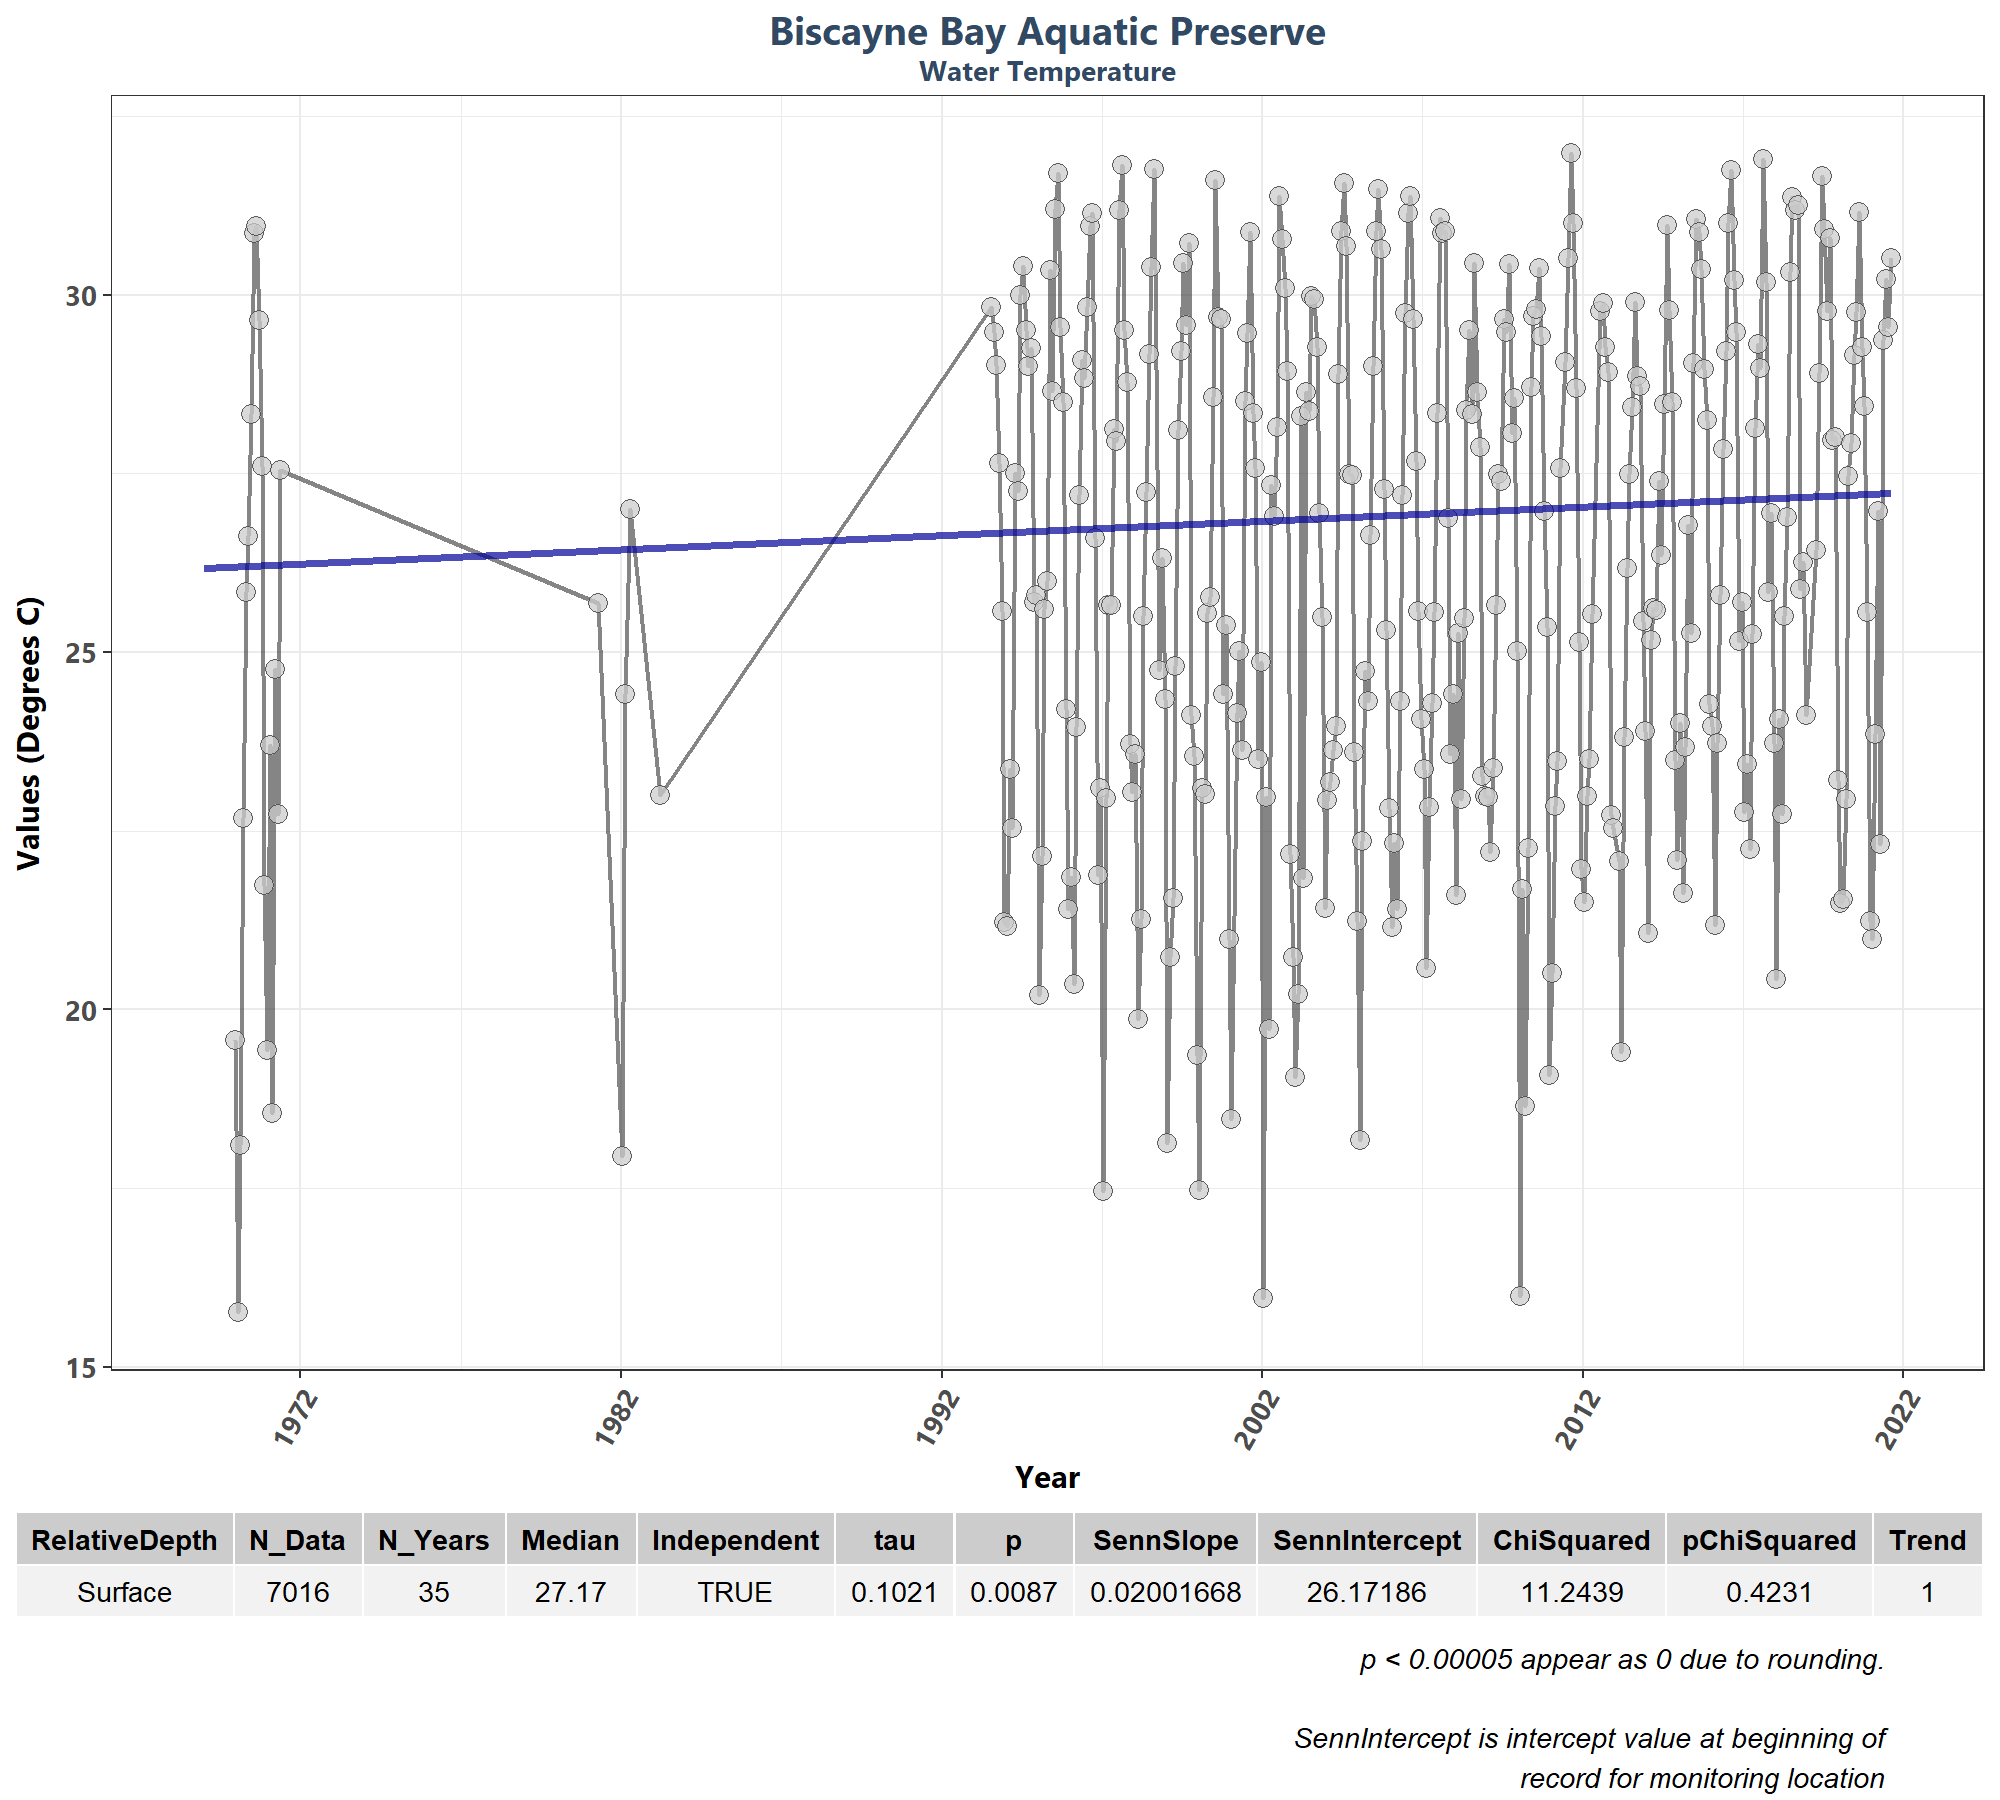 Biscayne Bay Aquatic Preserve
Water Temperature
Values (Degrees C)
30
25
20
15
1972
1982
1992
2002
2012
2022
Year
RelativeDepth N_Data N_Years Median Independent tau p SennSlope SennIntercept ChiSquared pChiSquared Trend
Surface 7016 35 27.17 TRUE 0.1021 0.0087 0.02001668 26.17186 11.2439 0.4231 1
p < 0.00005 appear as 0 due to rounding.
SennIntercept is intercept value at beginning of
record for monitoring location